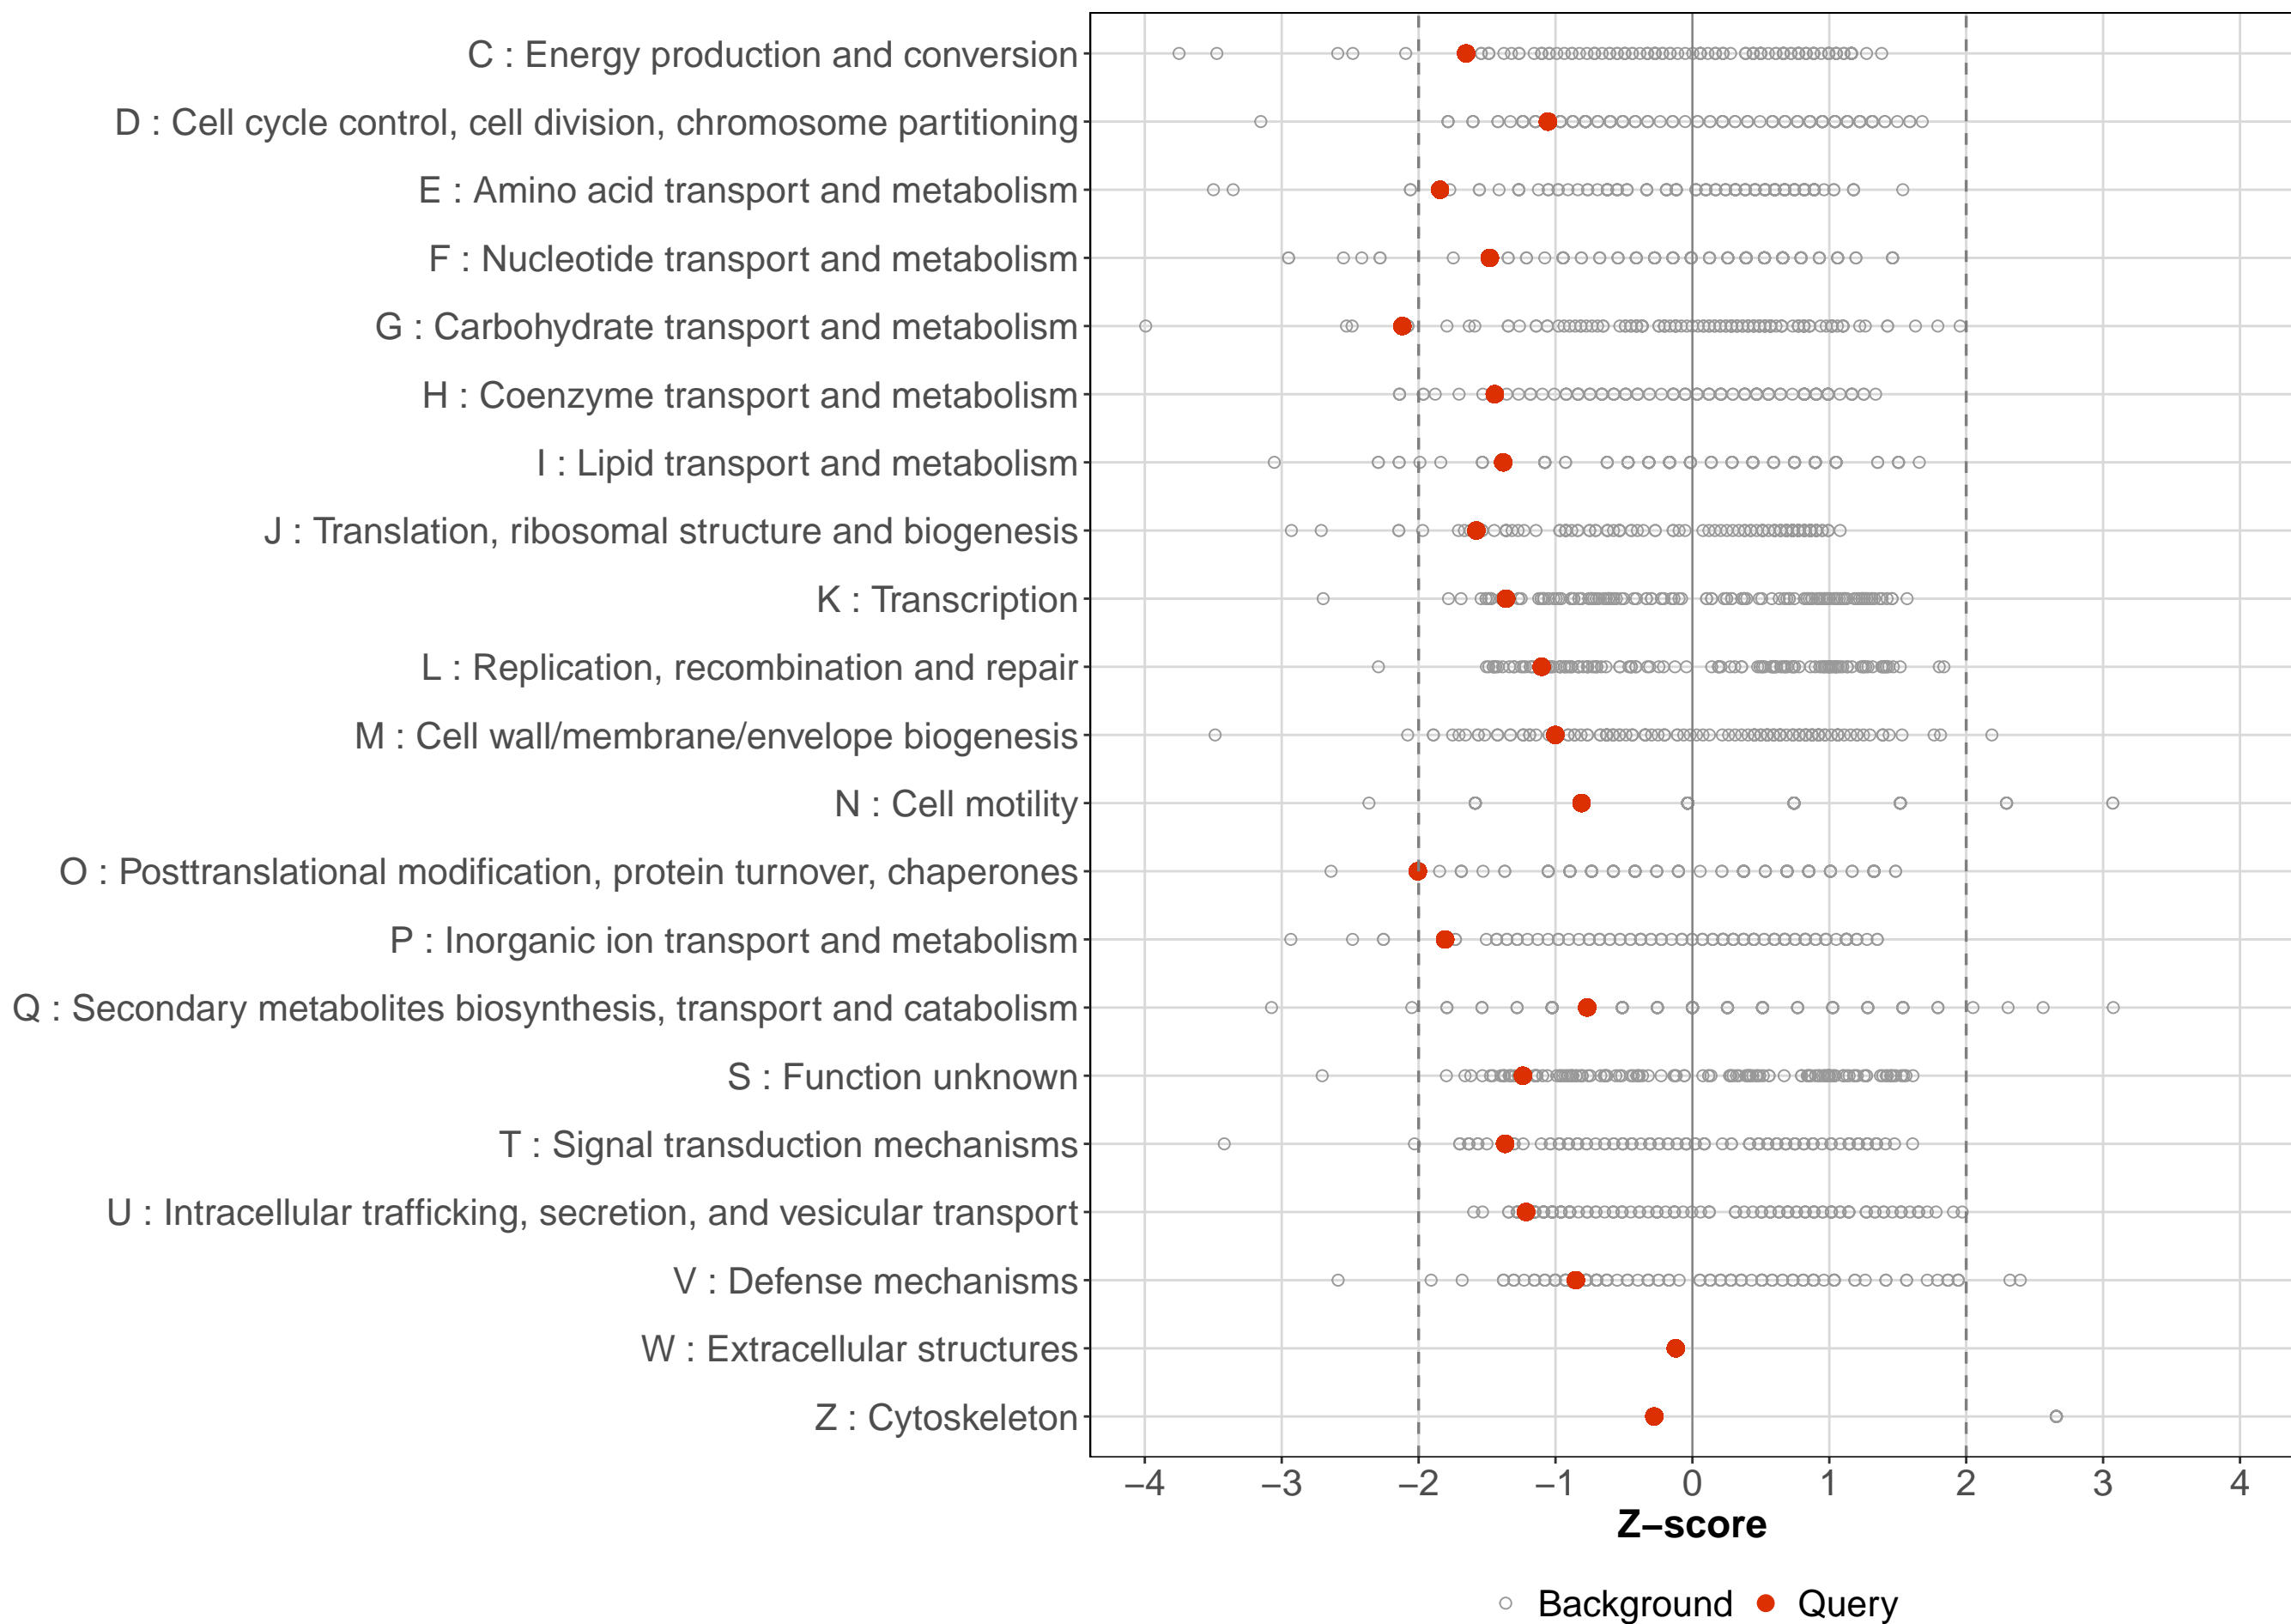 C : Energy production and conversion
D : Cell cycle control, cell division, chromosome partitioning
E : Amino acid transport and metabolism
F : Nucleotide transport and metabolism
G : Carbohydrate transport and metabolism
H : Coenzyme transport and metabolism
I : Lipid transport and metabolism
J : Translation, ribosomal structure and biogenesis
K : Transcription
L : Replication, recombination and repair
M : Cell wall/membrane/envelope biogenesis
N : Cell motility
O : Posttranslational modification, protein turnover, chaperones
P : Inorganic ion transport and metabolism
Q : Secondary metabolites biosynthesis, transport and catabolism
S : Function unknown
T : Signal transduction mechanisms
U : Intracellular trafficking, secretion, and vesicular transport
V : Defense mechanisms
W : Extracellular structures
Z : Cytoskeleton
−4 −3 −2 −1 0 1 2 3 4
Z−score
Background Query